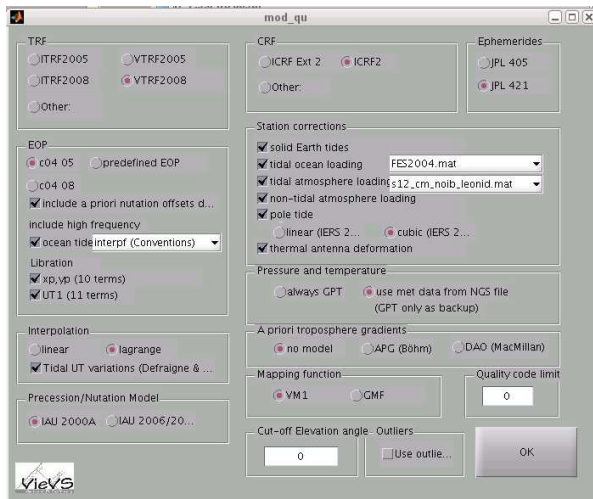 mod_qu
TRF
ITRF2005
VTRF2005
ITRF2008
VTRF2008
Other:
CRF
ICRF Ext 2
ICRF2
Other:
Ephemerides
JPL 405
JPL 421
EOP
c04 05
predefined EOP
c04 08
include a priori nutation offsets d...
include high frequency
ocean tide
interpf (Conventions)
Libration
xp,yp (10 terms)
UT1 (11 terms)
Station corrections
solid Earth tides
tidal ocean loading
FES2004.mat
tidal atmosphere loading
s12_cm_noib_leonid.mat
non-tidal atmosphere loading
pole tide
linear (IERS 2...
cubic (IERS 2...
thermal antenna deformation
Pressure and temperature
always GPT
use met data from NGS file
(GPT only as backup)
Interpolation
linear
lagrange
Tidal UT variations (Defraigne & ...
A priori troposphere gradients
no model
APG (Böhm)
DAO (MacMillan)
Precession/Nutation Model
IAU 2000A
IAU 2006/20...
Mapping function
VM1
GMF
Quality code limit
0
Cut-off Elevation angle
0
Outliers
Use outlie...
OK
VieVS